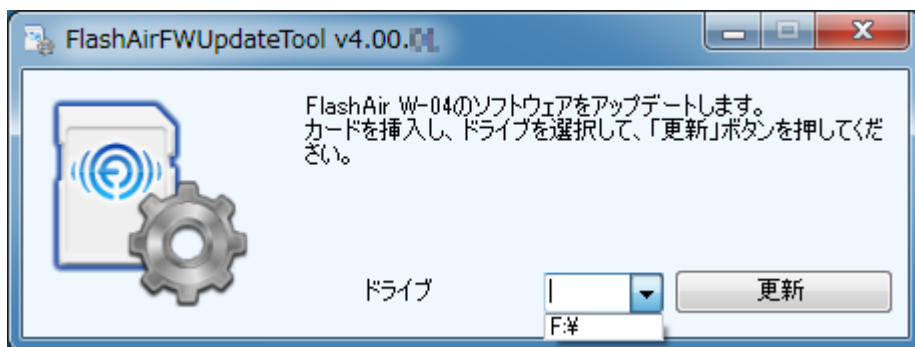 FlashAirFWUpdateTool v4.00.
FlashAir W-04のソフトウェアをアップデートします。
カードを挿入し、ドライブを選択して、「更新」ボタンを押してくだ
さい。
ドライブ
更新
F:¥